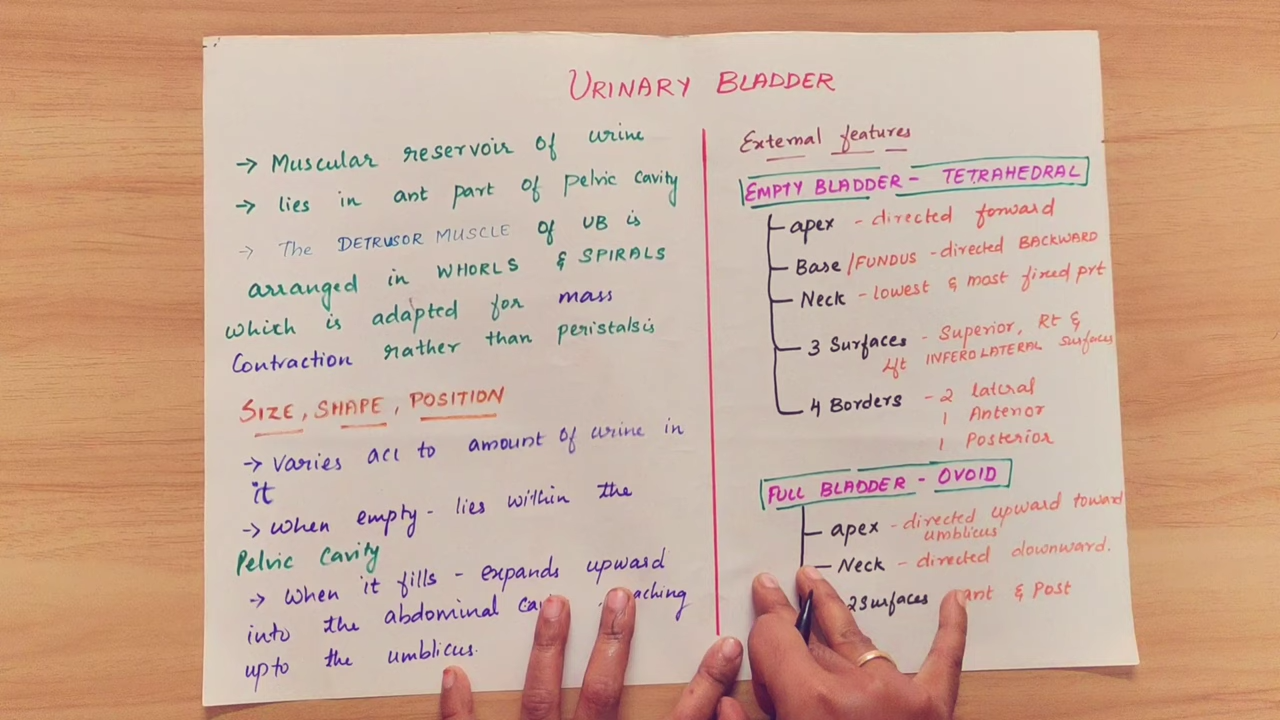 URINARY BLADDER
→ Muscular reservoir of urine
→ lies in ant part of pelvic cavity
→ The DETRUSOR MUSCLE of UB is
arranged in WHORLS & SPIRALS
which is adapted for mass
Contraction rather than peristalsis
SIZE, SHAPE, POSITION
→ Varies acc to amount of urine in
it
→ When empty - lies within the
Pelvic Cavity
→ When it fills - expands upward
into the abdominal
upto the umblicus.
External features
EMPTY BLADDER - TETRAHEDRAL
apex - directed forward
Base/FUNDUS - directed BACKWARD
Neck - lowest & most fixed prt
3 Surfaces - Superior, Rt &
Lft INFEROLATERAL Surfaces
4 Borders - 2 lateral
1 Anterior
1 Posterior
FULL BLADDER - OVOID
apex - directed upward toward
umblicus
Neck - directed downward.
2 Surfaces ant & Post